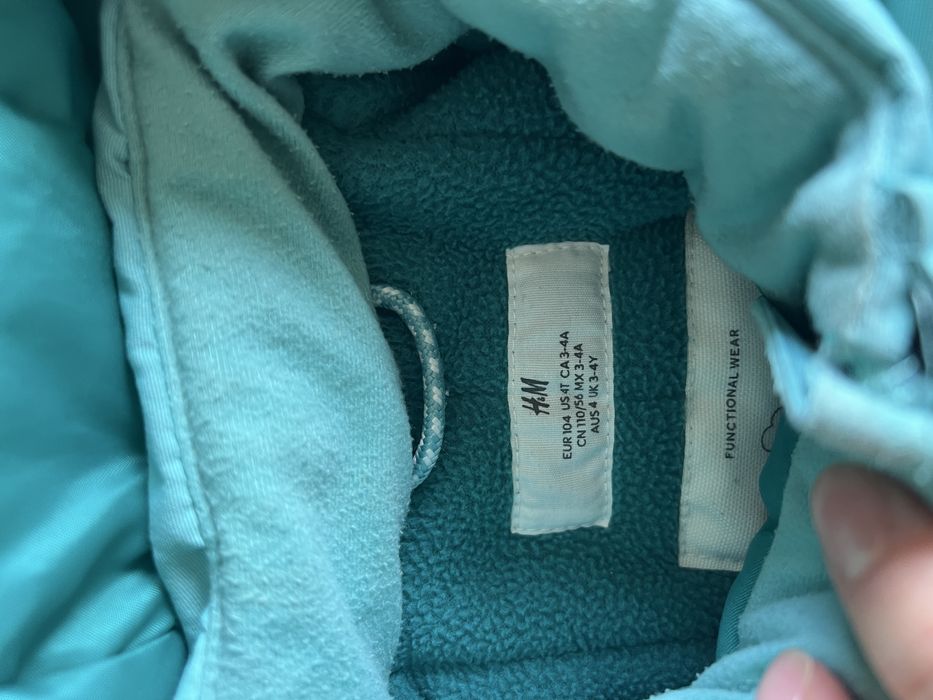 H&M
EUR 104 US 4T CA 3-4A
CN 110/56 MX 3-4A
AUS 4 UK 3-4Y
FUNCTIONAL WEAR